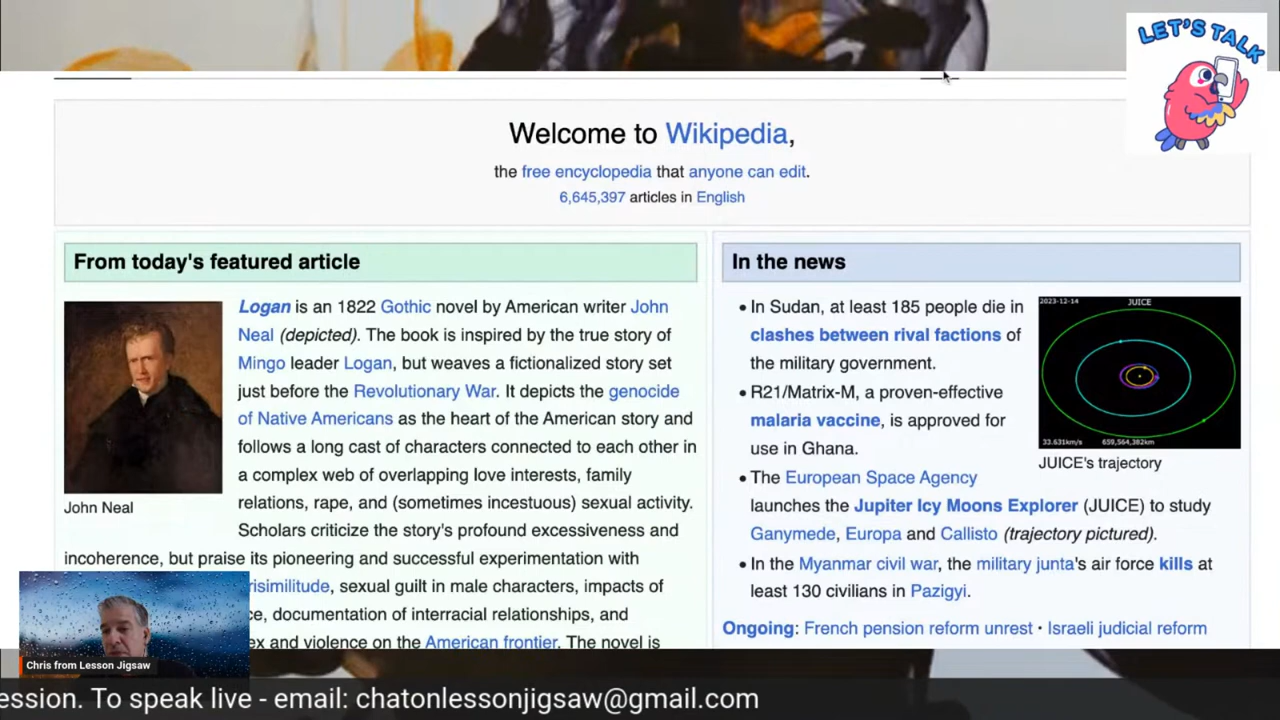 LET'S TALK
Welcome to Wikipedia,
the free encyclopedia that anyone can edit.
6,645,397 articles in English
From today's featured article
Logan is an 1822 Gothic novel by American writer John
Neal (depicted). The book is inspired by the true story of
Mingo leader Logan, but weaves a fictionalized story set
just before the Revolutionary War. It depicts the genocide
of Native Americans as the heart of the American story and
follows a long cast of characters connected to each other in
a complex web of overlapping love interests, family
relations, rape, and (sometimes incestuous) sexual activity.
Scholars criticize the story's profound excessiveness and
incoherence, but praise its pioneering and successful experimentation with
risimilitude, sexual guilt in male characters, impacts of
ce, documentation of interracial relationships, and
ex and violence on the American frontier. The novel is
John Neal
In the news
• In Sudan, at least 185 people die in
clashes between rival factions of
the military government.
• R21/Matrix-M, a proven-effective
malaria vaccine, is approved for
use in Ghana.
• The European Space Agency
launches the Jupiter Icy Moons Explorer (JUICE) to study
Ganymede, Europa and Callisto (trajectory pictured).
• In the Myanmar civil war, the military junta's air force kills at
least 130 civilians in Pazigyi.
Ongoing: French pension reform unrest · Israeli judicial reform
2023-12-14 JUICE
33.631km/s 659,564,382km
JUICE's trajectory
Chris from Lesson Jigsaw
ession. To speak live - email: chatonlessonjigsaw@gmail.com